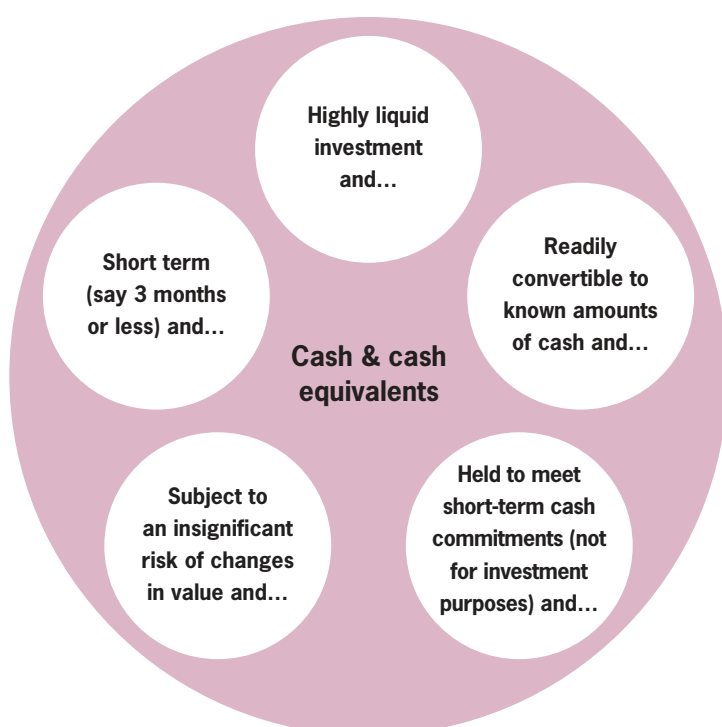 Highly liquid
investment
and…
Readily
convertible to
known amounts
of cash and…
Held to meet
short-term cash
commitments (not
for investment
purposes) and…
Subject to
an insignificant
risk of changes
in value and…
Short term
(say 3 months
or less) and…
Cash & cash
equivalents